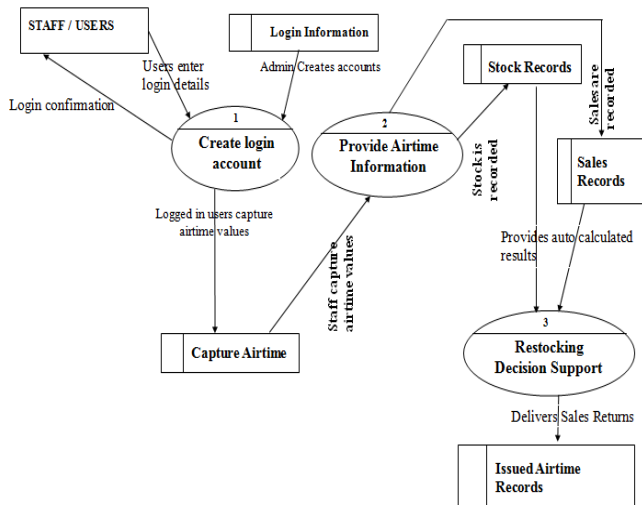 STAFF / USERS
Login Information
Users enter
login details
Admin Creates accounts
Login confirmation
1
Create login
account
2
Provide Airtime
Information
Stock Records
Sales are
recorded
Stock is
recorded
Sales
Records
Logged in users capture
airtime values
Staff capture
airtime values
Provides auto calculated
results
Capture Airtime
3
Restocking
Decision Support
Delivers Sales Returns
Issued Airtime
Records